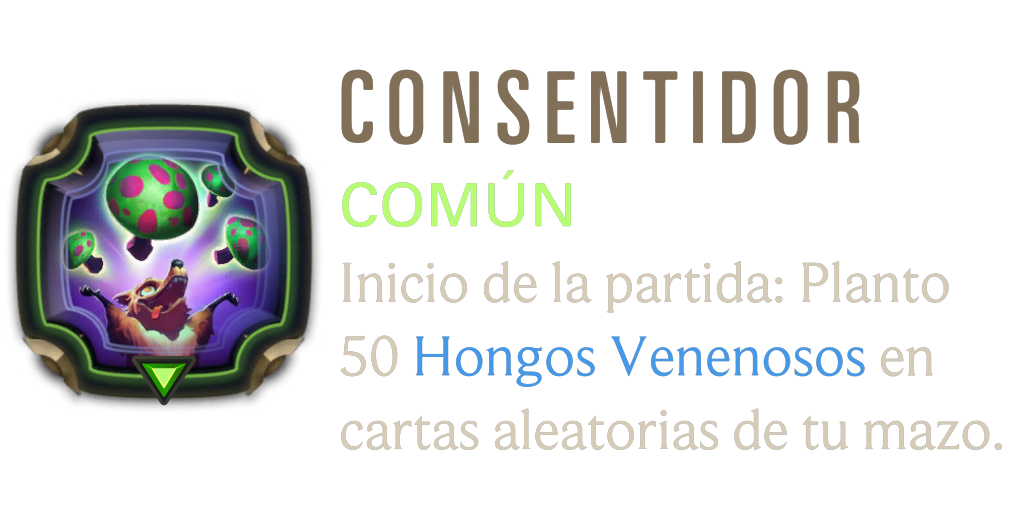 CONSENTIDOR
COMÚN
Inicio de la partida: Planto
50 Hongos Venenosos en
cartas aleatorias de tu mazo.